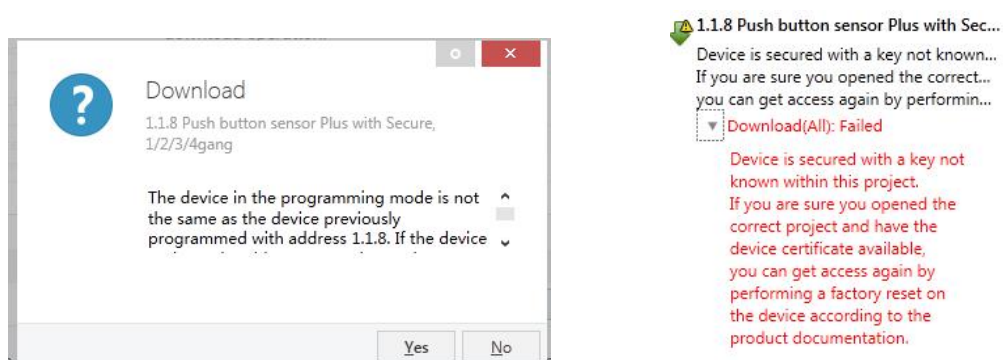 Download
1.1.8 Push button sensor Plus with Secure,
1/2/3/4gang
The device in the programming mode is not
the same as the device previously
programmed with address 1.1.8. If the device
Yes
No
1.1.8 Push button sensor Plus with Sec...
Device is secured with a key not known...
If you are sure you opened the correct...
you can get access again by performin...
Download(All): Failed
Device is secured with a key not
known within this project.
If you are sure you opened the
correct project and have the
device certificate available,
you can get access again by
performing a factory reset on
the device according to the
product documentation.